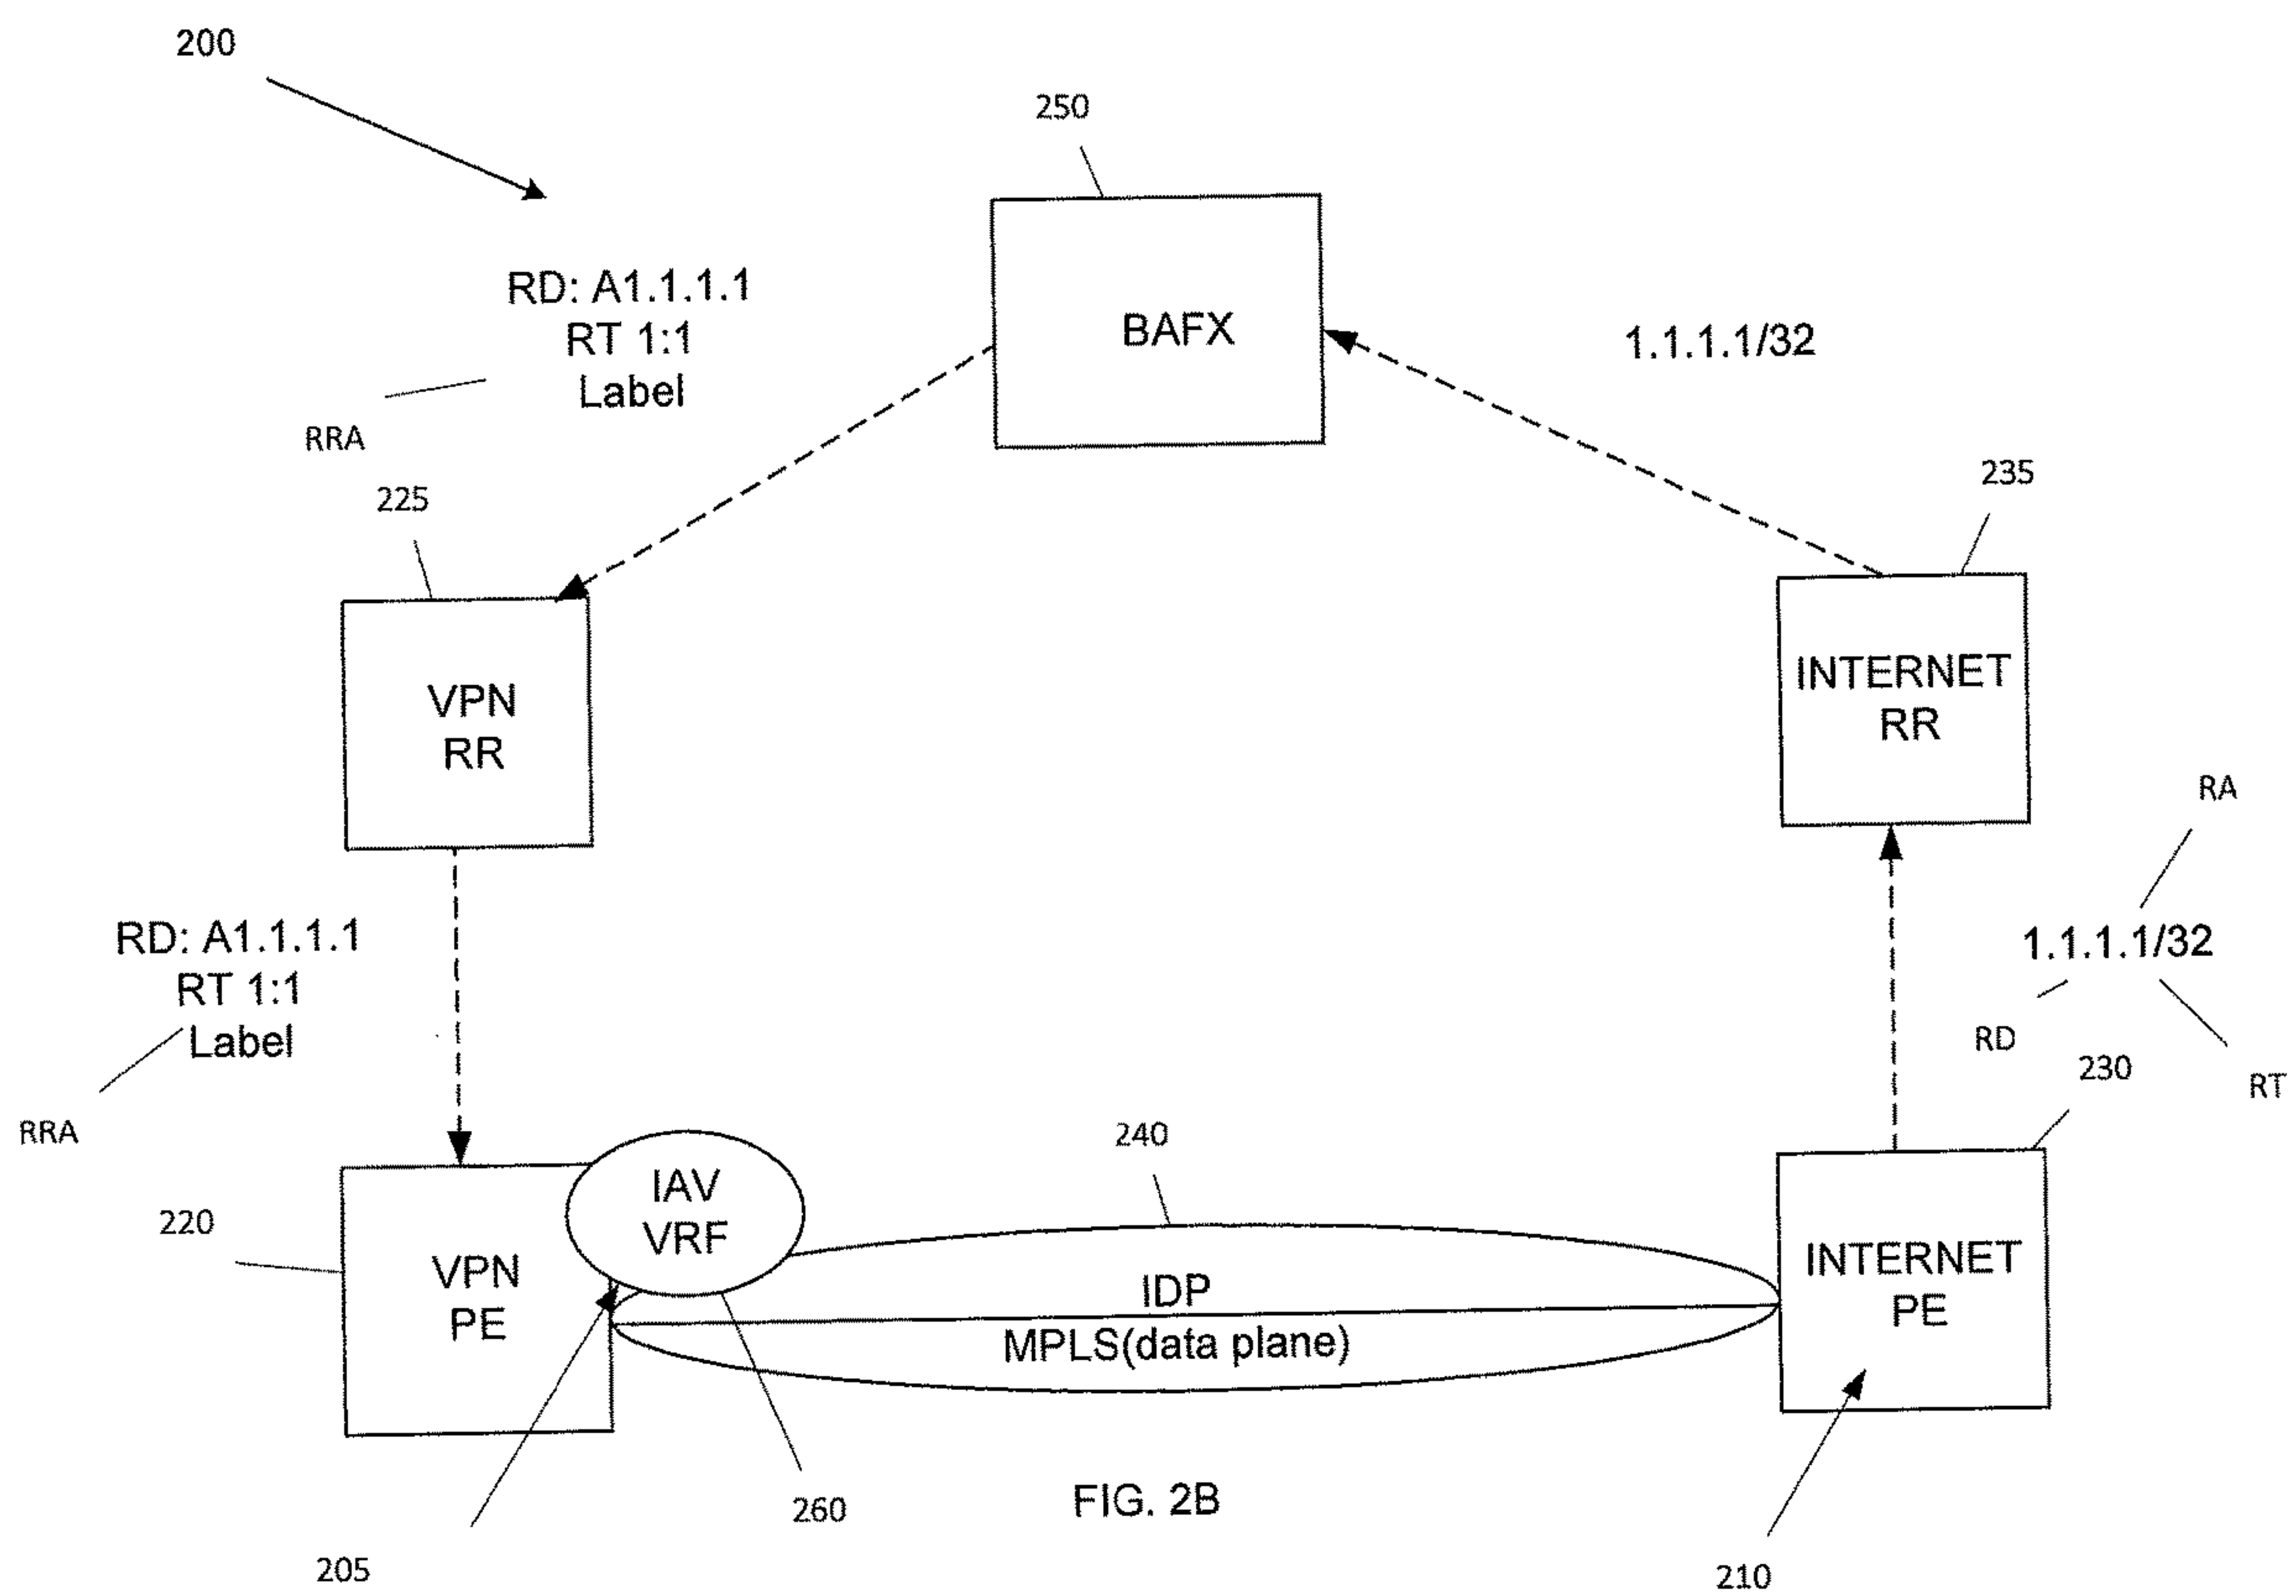 200
250
RD: A1.1.1.1
RT 1:1
Label
BAFX
1.1.1.1/32
RRA
225
235
VPN
RR
INTERNET
RR
RA
RD: A1.1.1.1
RT 1:1
Label
1.1.1.1/32
RD
RT
230
RRA
240
220
IAV
VRF
VPN
PE
IDP
MPLS(data plane)
INTERNET
PE
260
FIG. 2B
205
210